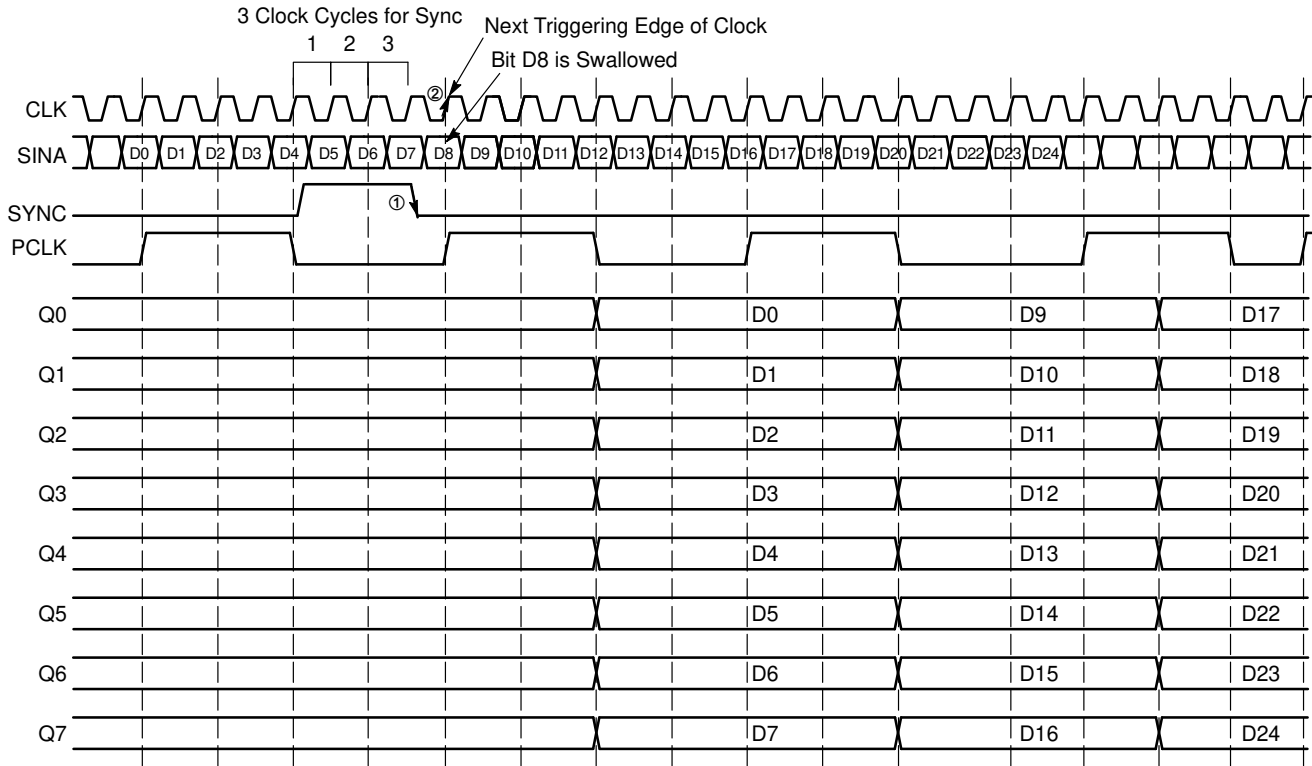 3 Clock Cycles for Sync
Next Triggering Edge of Clock
1 2 3
Bit D8 is Swallowed
CLK ②
SINA D0 D1 D2 D3 D4 D5 D6 D7 D8 D9 D10 D11 D12 D13 D14 D15 D16 D17 D18 D19 D20 D21 D22 D23 D24
SYNC ①
PCLK
Q0 D0 D9 D17
Q1 D1 D10 D18
Q2 D2 D11 D19
Q3 D3 D12 D20
Q4 D4 D13 D21
Q5 D5 D14 D22
Q6 D6 D15 D23
Q7 D7 D16 D24